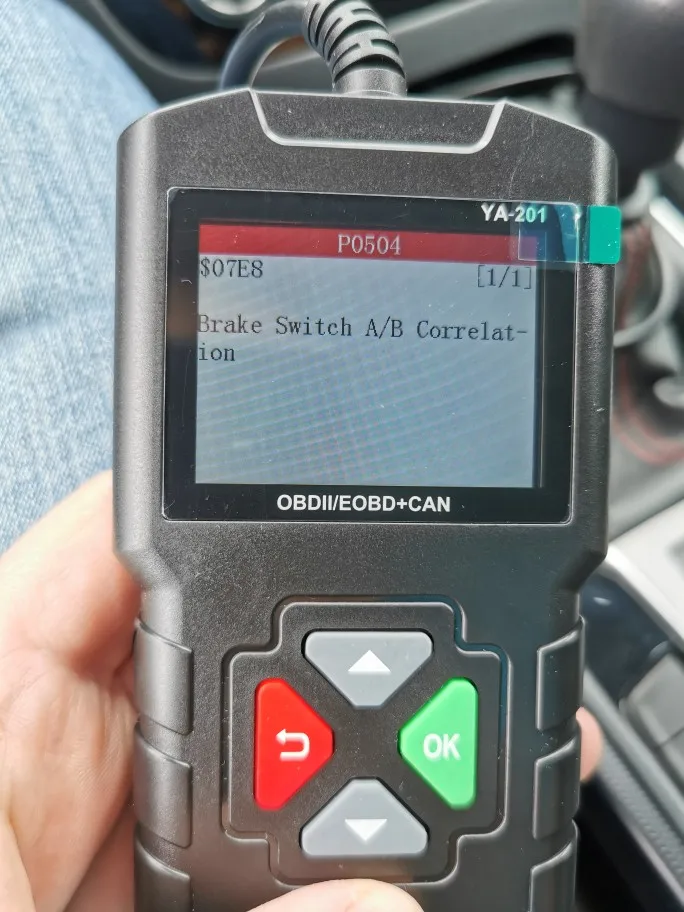 YA-201
P0504
$07E8 [1/1]
Brake Switch A/B Correlat-
ion
OBDII/EOBD+CAN
OK